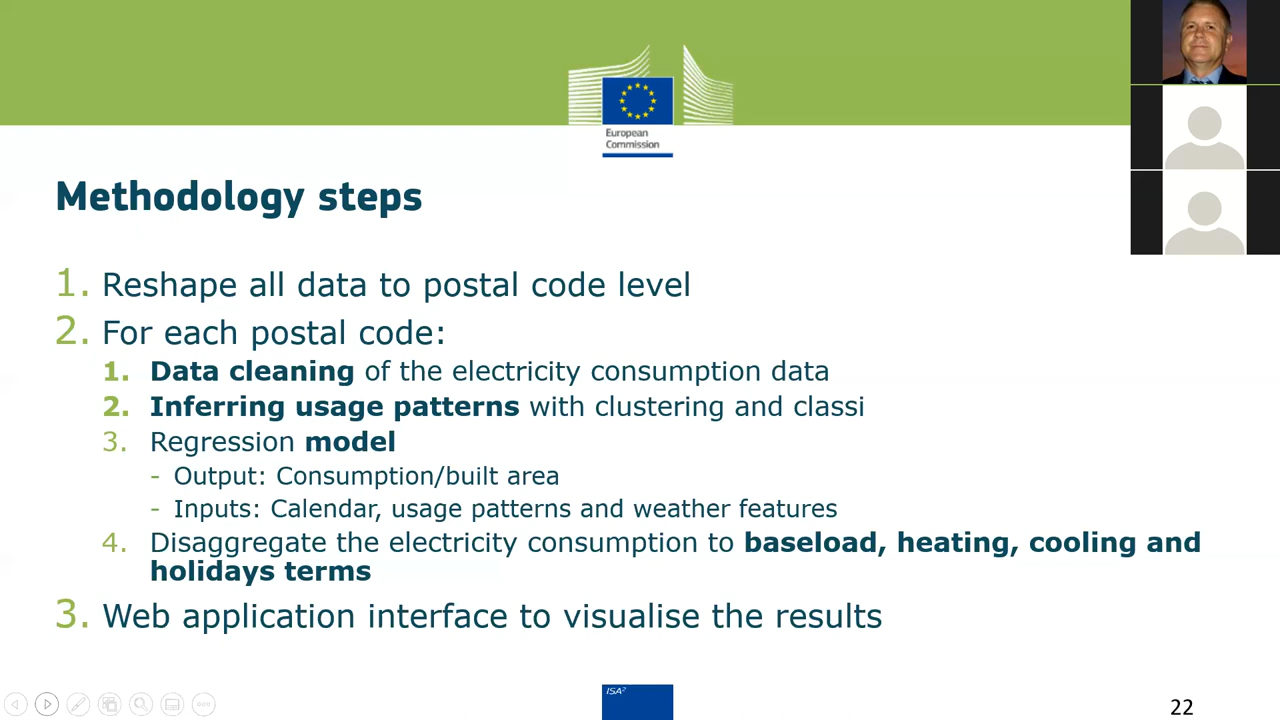 European
Commission
Methodology steps
1. Reshape all data to postal code level
2. For each postal code:
1. Data cleaning of the electricity consumption data
2. Inferring usage patterns with clustering and classi
3. Regression model
- Output: Consumption/built area
- Inputs: Calendar, usage patterns and weather features
4. Disaggregate the electricity consumption to baseload, heating, cooling and
holidays terms
3. Web application interface to visualise the results
ISA²
22